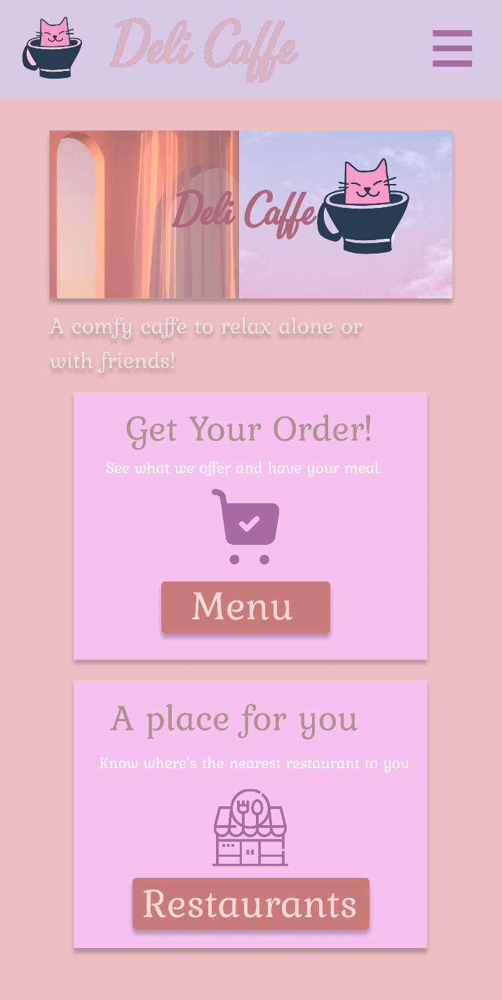 Deli Caffe
Deli Caffe
A comfy caffe to relax alone or
with friends!
Get Your Order!
See what we offer and have your meal.
Menu
A place for you
Know where's the nearest restaurant to you
Restaurants